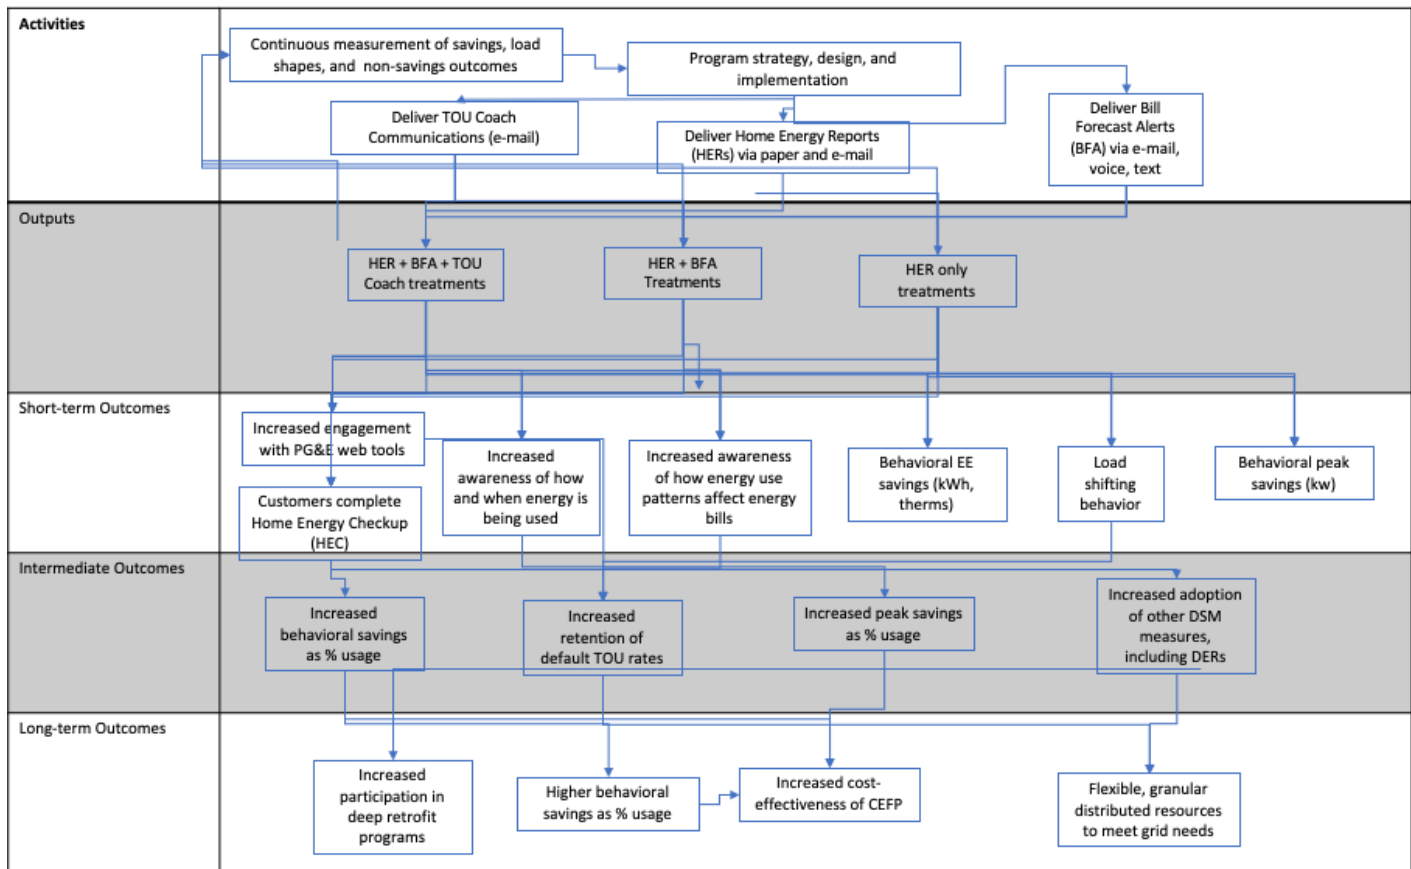 Activities
Continuous measurement of savings, load
shapes, and non-savings outcomes
Program strategy, design, and
implementation
Deliver TOU Coach
Communications (e-mail)
Deliver Home Energy Reports
(HERs) via paper and e-mail
Deliver Bill
Forecast Alerts
(BFA) via e-mail,
voice, text
Outputs
HER + BFA + TOU
Coach treatments
HER + BFA
Treatments
HER only
treatments
Short-term Outcomes
Increased engagement
with PG&E web tools
Customers complete
Home Energy Checkup
(HEC)
Increased
awareness of how
and when energy is
being used
Increased awareness
of how energy use
patterns affect energy
bills
Behavioral EE
savings (kWh,
therms)
Load
shifting
behavior
Behavioral peak
savings (kw)
Intermediate Outcomes
Increased
behavioral savings
as % usage
Increased
retention of
default TOU rates
Increased peak savings
as % usage
Increased adoption
of other DSM
measures,
including DERs
Long-term Outcomes
Increased
participation in
deep retrofit
programs
Higher behavioral
savings as % usage
Increased cost-
effectiveness of CEFP
Flexible, granular
distributed resources
to meet grid needs